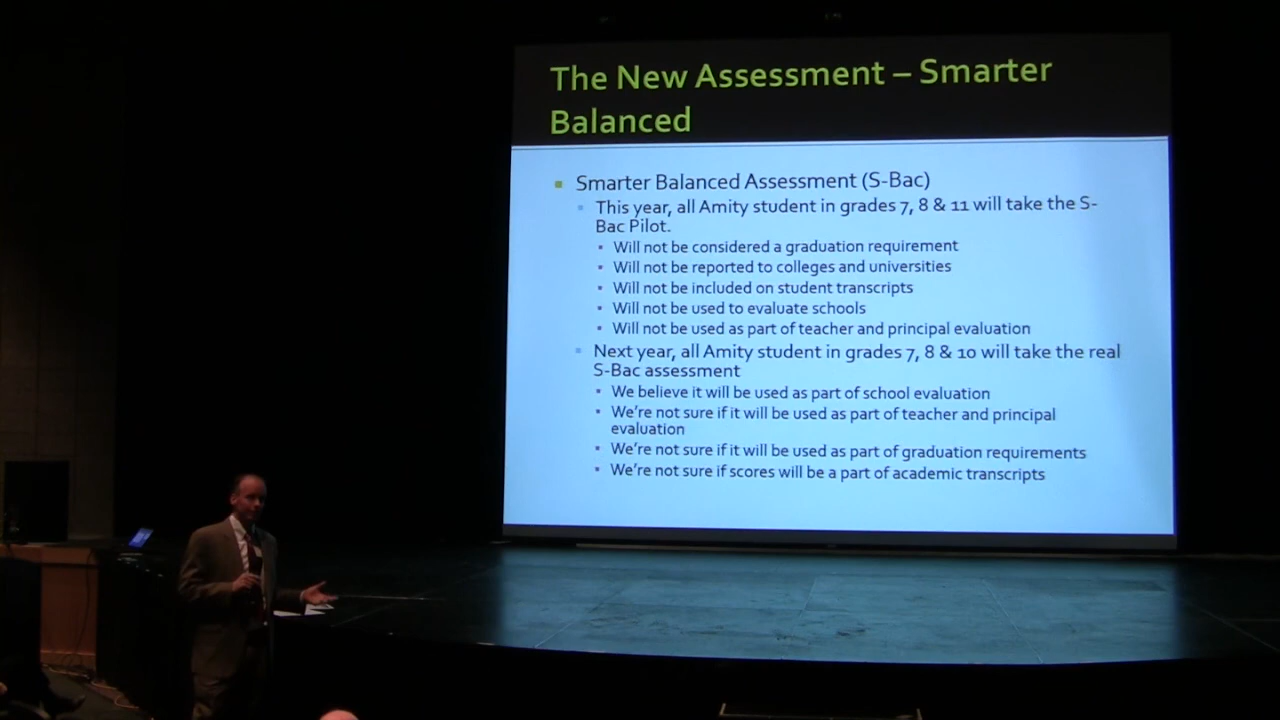 The New Assessment – Smarter
Balanced
Smarter Balanced Assessment (S-Bac)
This year, all Amity student in grades 7, 8 & 11 will take the S-
Bac Pilot.
Will not be considered a graduation requirement
Will not be reported to colleges and universities
Will not be included on student transcripts
Will not be used to evaluate schools
Will not be used as part of teacher and principal evaluation
Next year, all Amity student in grades 7, 8 & 10 will take the real
S-Bac assessment
We believe it will be used as part of school evaluation
We're not sure if it will be used as part of teacher and principal
evaluation
We're not sure if it will be used as part of graduation requirements
We're not sure if scores will be a part of academic transcripts